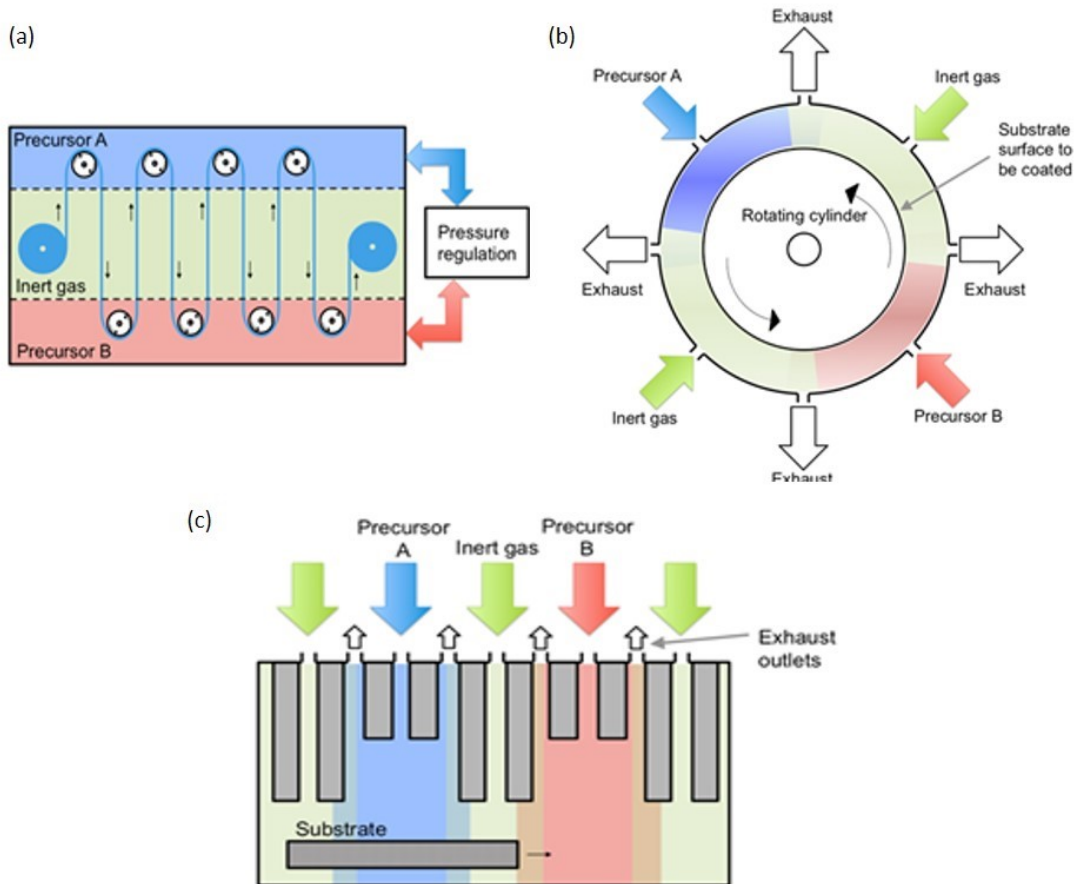 (a)
Precursor A
Inert gas
Precursor B
Pressure
regulation
(b)
Exhaust
Precursor A
Inert gas
Substrate
surface to
be coated
Rotating cylinder
Exhaust
Exhaust
Inert gas
Precursor B
Exhaust
(c)
Precursor
A
Inert gas
Precursor
B
Exhaust
outlets
Substrate